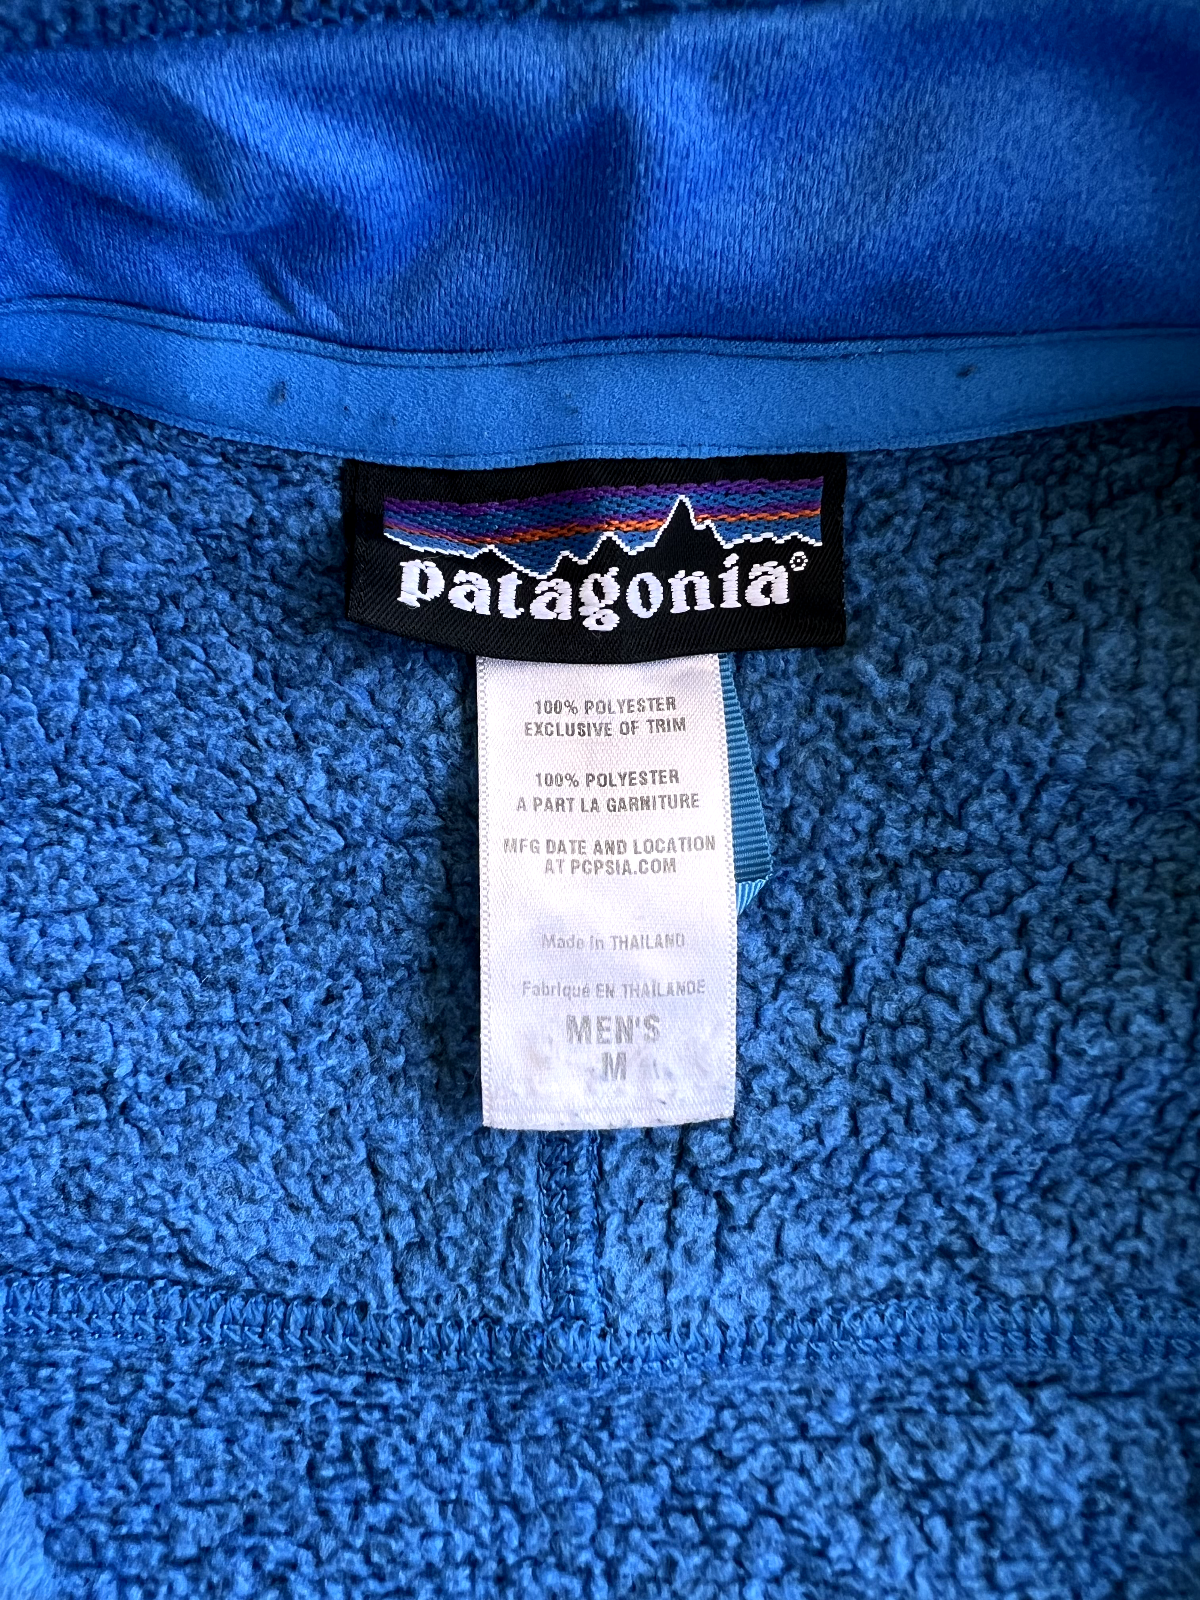 patagonia®
100% POLYESTER
EXCLUSIVE OF TRIM
100% POLYESTER
A PART LA GARNITURE
MFG DATE AND LOCATION
AT PCPSIA.COM
Made in THAILAND
Fabriqué EN THAILANDE
MEN'S
M